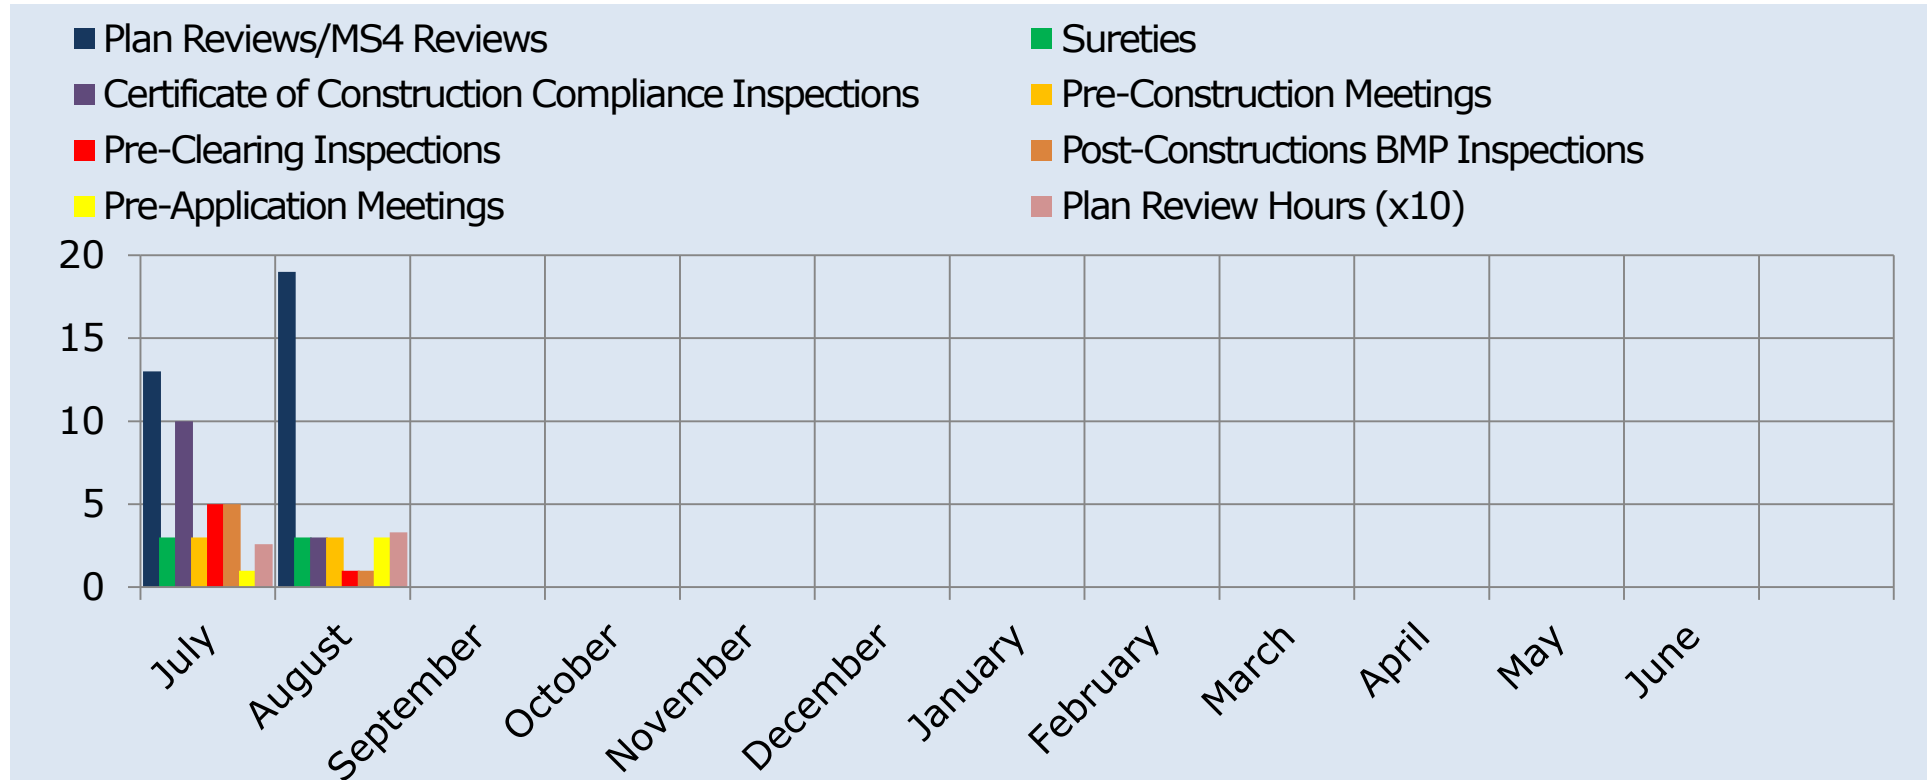 Plan Reviews/MS4 Reviews
Sureties
Certificate of Construction Compliance Inspections
Pre-Construction Meetings
Pre-Clearing Inspections
Post-Constructions BMP Inspections
Pre-Application Meetings
Plan Review Hours (x10)
20
15
10
5
0
July
August
September
October
November
December
January
February
March
April
May
June